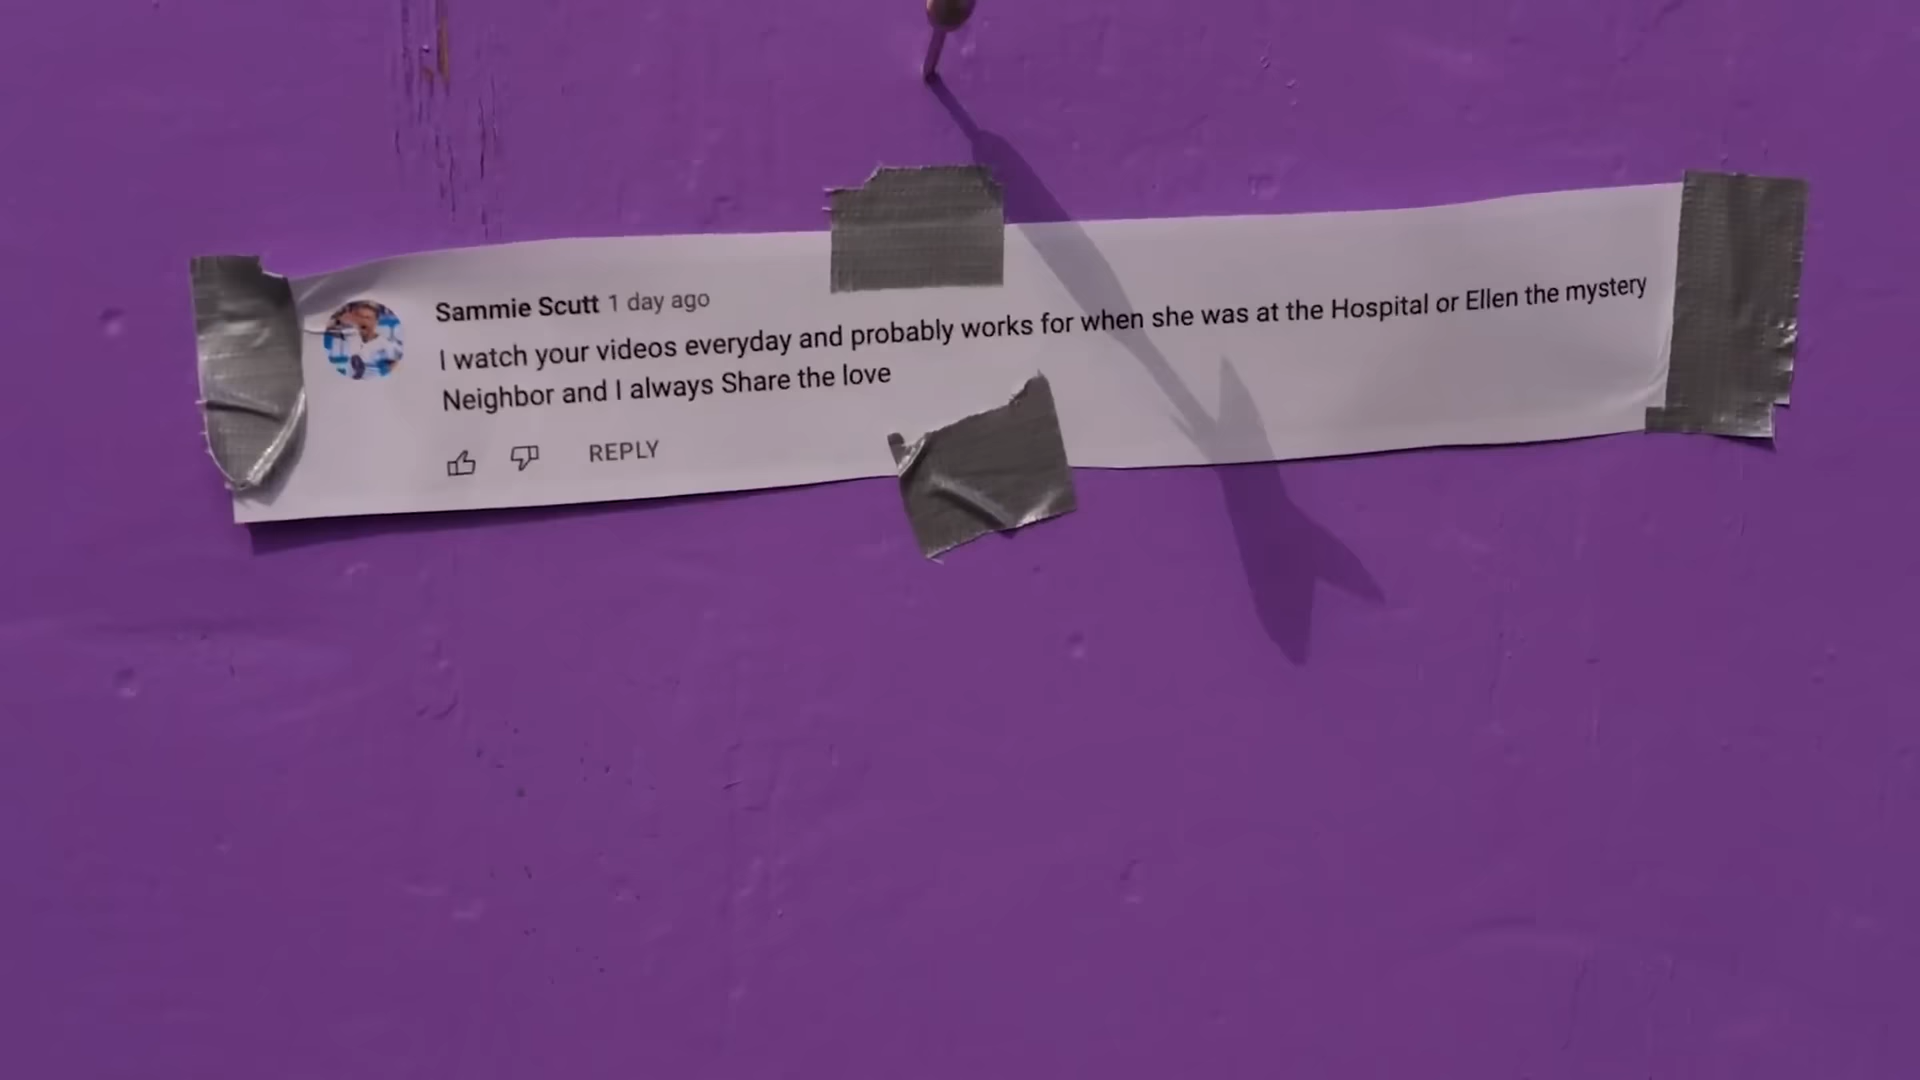 Sammie Scutt 1 day ago
I watch your videos everyday and probably works for when she was at the Hospital or Ellen the mystery
Neighbor and I always Share the love
REPLY